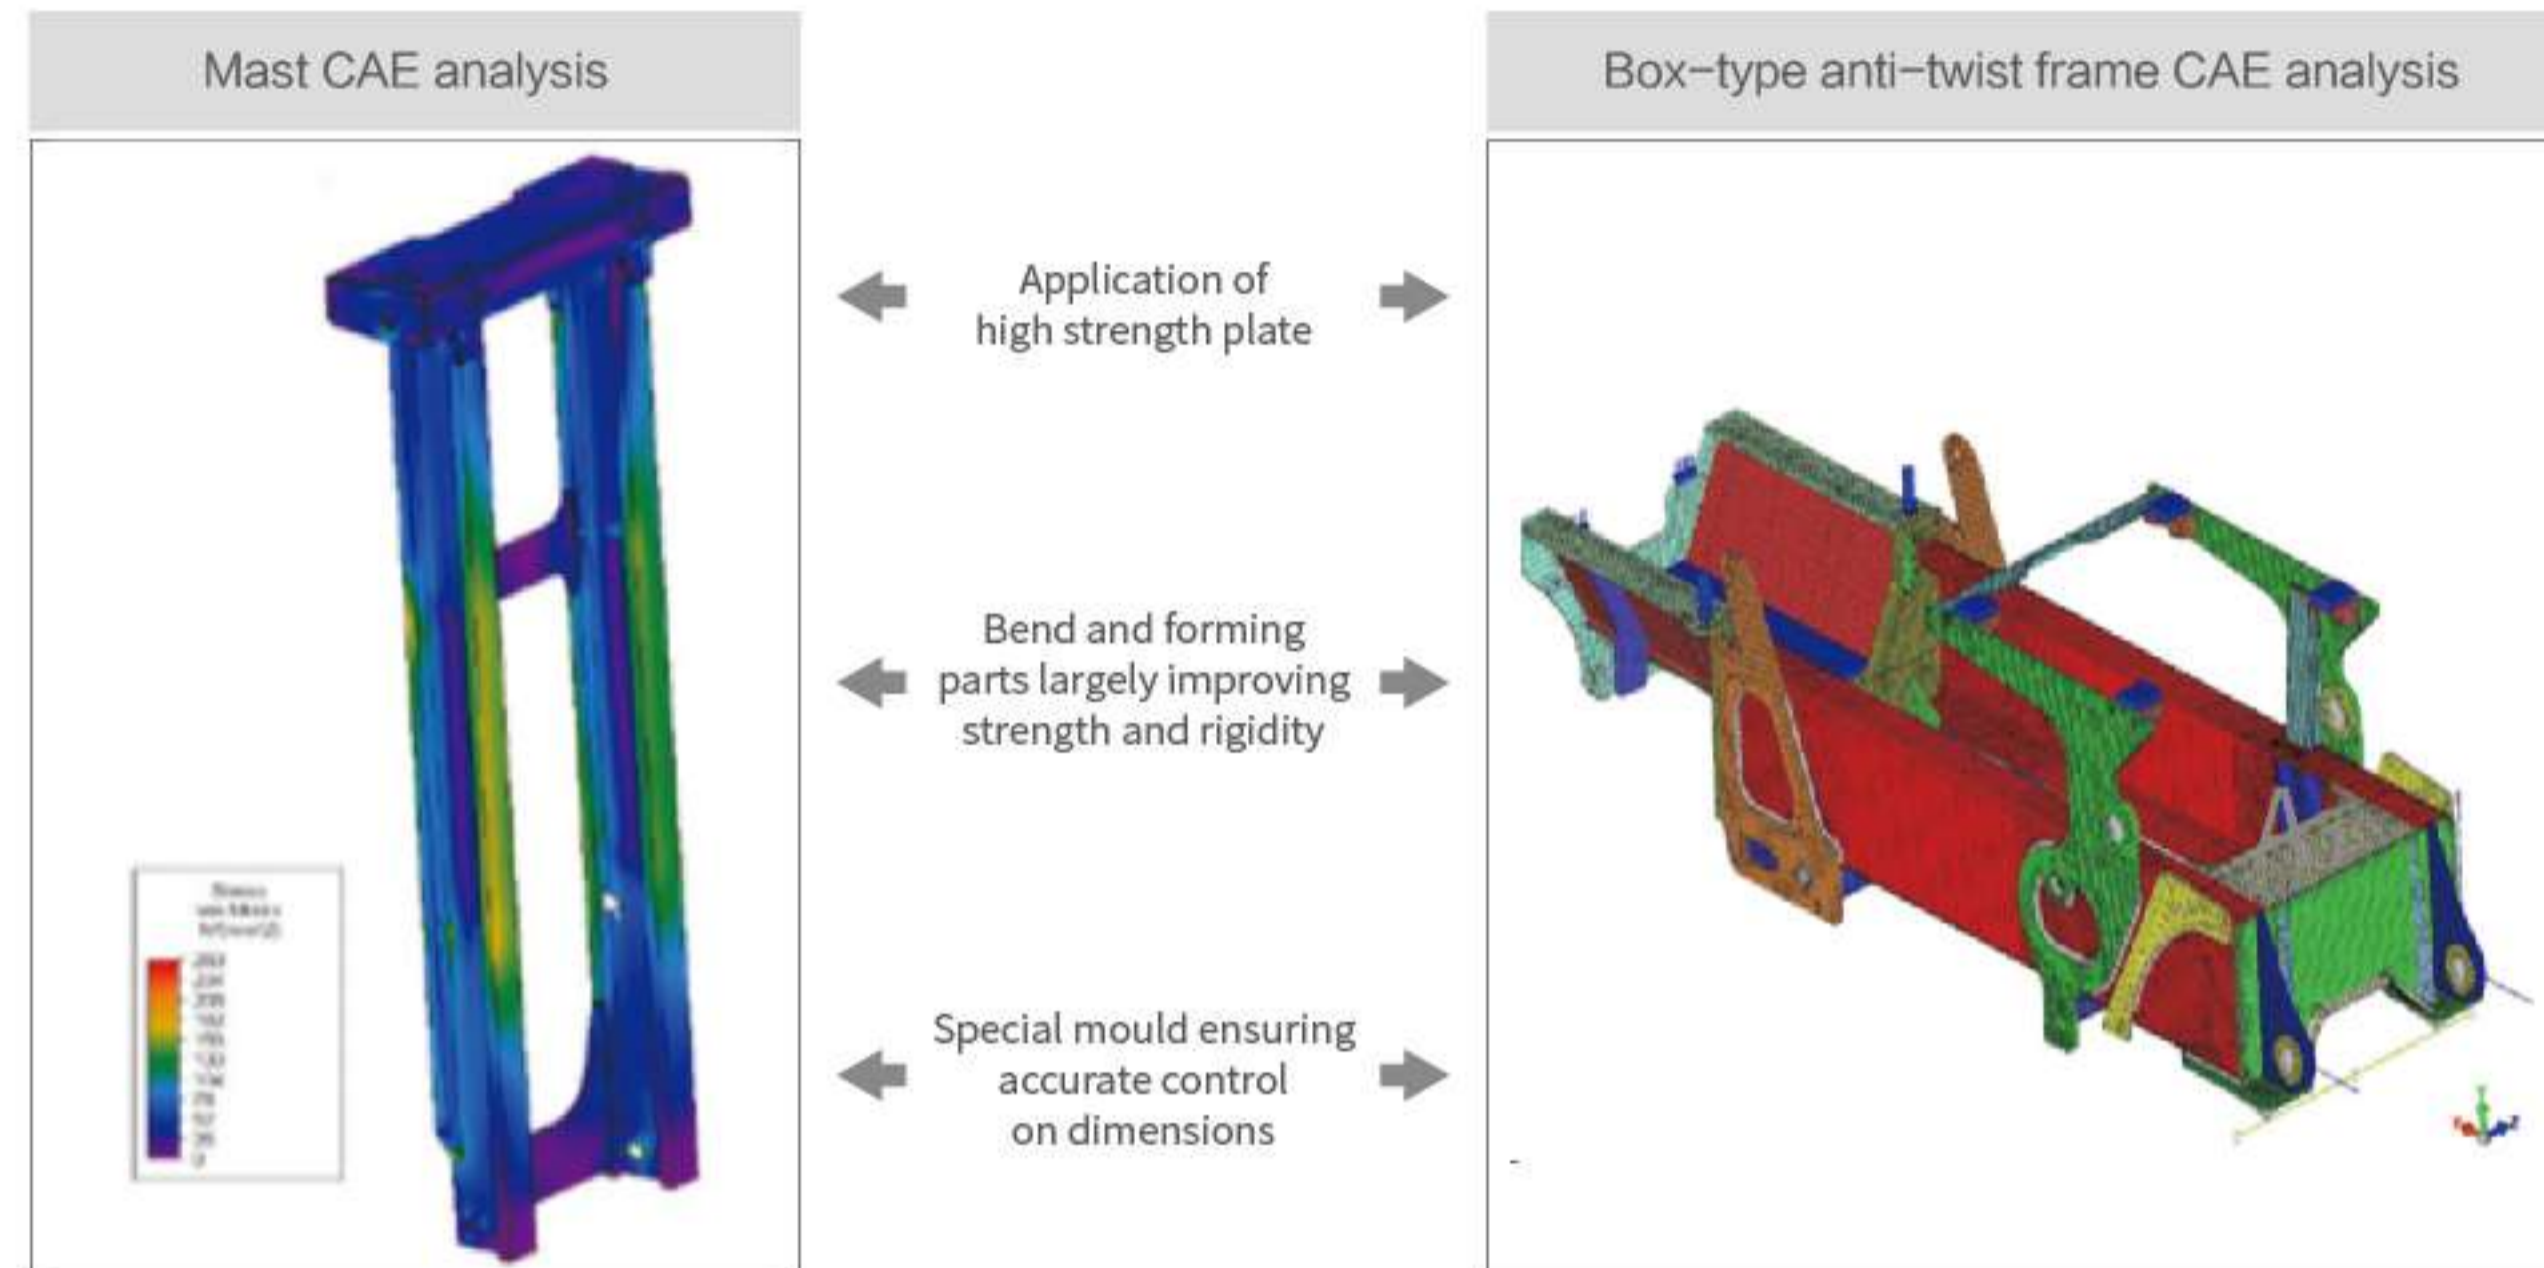 Mast CAE analysis
Box-type anti-twist frame CAE analysis
Application of
high strength plate
Bend and forming
parts largely improving
strength and rigidity
Special mould ensuring
accurate control
on dimensions